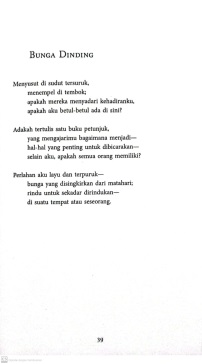 BUNGA DINDING
Menyusut di sudut tersuruk,
menempel di tembok;
apakah mereka menyadari kehadiranku,
apakah aku betul-betul ada di sini?
Adakah tertulis satu buku petunjuk,
yang mengajarimu bagaimana menjadi—
hal-hal yang penting untuk dibicarakan—
selain aku, apakah semua orang memiliki?
Perlahan aku layu dan terpuruk—
bunga yang disingkirkan dari matahari;
rindu untuk sekadar dirindukan—
di suatu tempat atau seseorang.
39